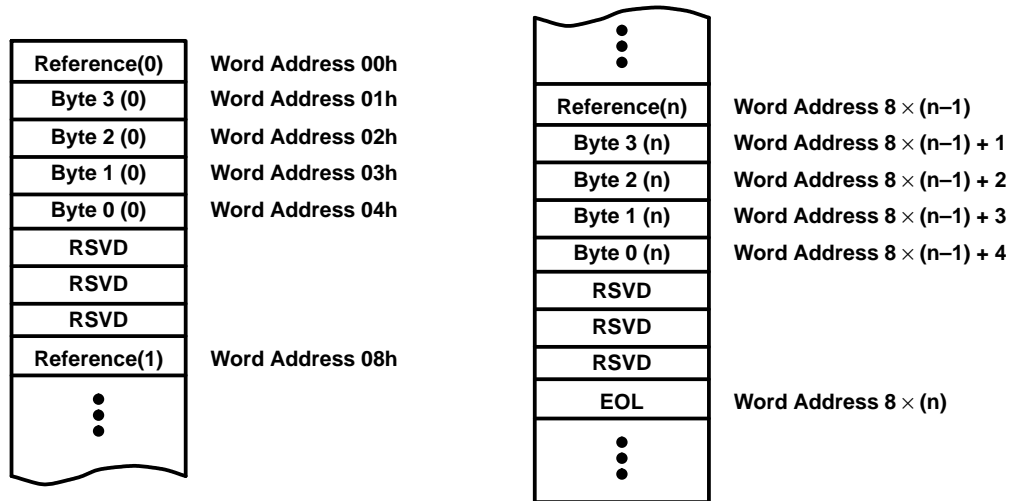 Reference(0) Word Address 00h
Byte 3 (0) Word Address 01h
Byte 2 (0) Word Address 02h
Byte 1 (0) Word Address 03h
Byte 0 (0) Word Address 04h
RSVD
RSVD
RSVD
Reference(1) Word Address 08h
Reference(n) Word Address 8 × (n–1)
Byte 3 (n) Word Address 8 × (n–1) + 1
Byte 2 (n) Word Address 8 × (n–1) + 2
Byte 1 (n) Word Address 8 × (n–1) + 3
Byte 0 (n) Word Address 8 × (n–1) + 4
RSVD
RSVD
RSVD
EOL Word Address 8 × (n)